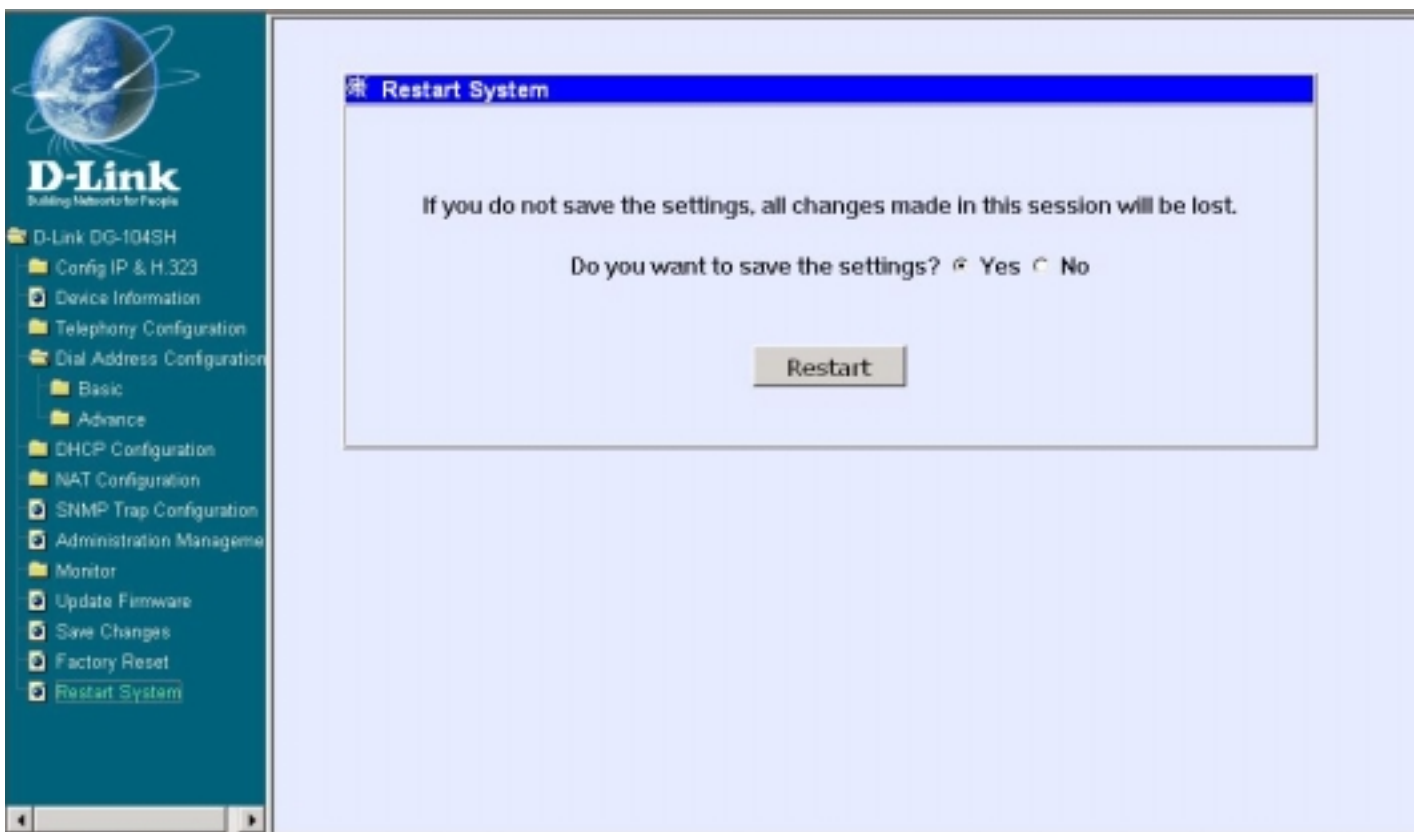 D-Link
Building Networks for People
D-Link DG-104SH
Config IP & H.323
Device Information
Telephony Configuration
Dial Address Configuration
Basic
Advance
DHCP Configuration
NAT Configuration
SNMP Trap Configuration
Administration Manageme
Monitor
Update Firmware
Save Changes
Factory Reset
Restart System
Restart System
If you do not save the settings, all changes made in this session will be lost.
Do you want to save the settings? Yes No
Restart